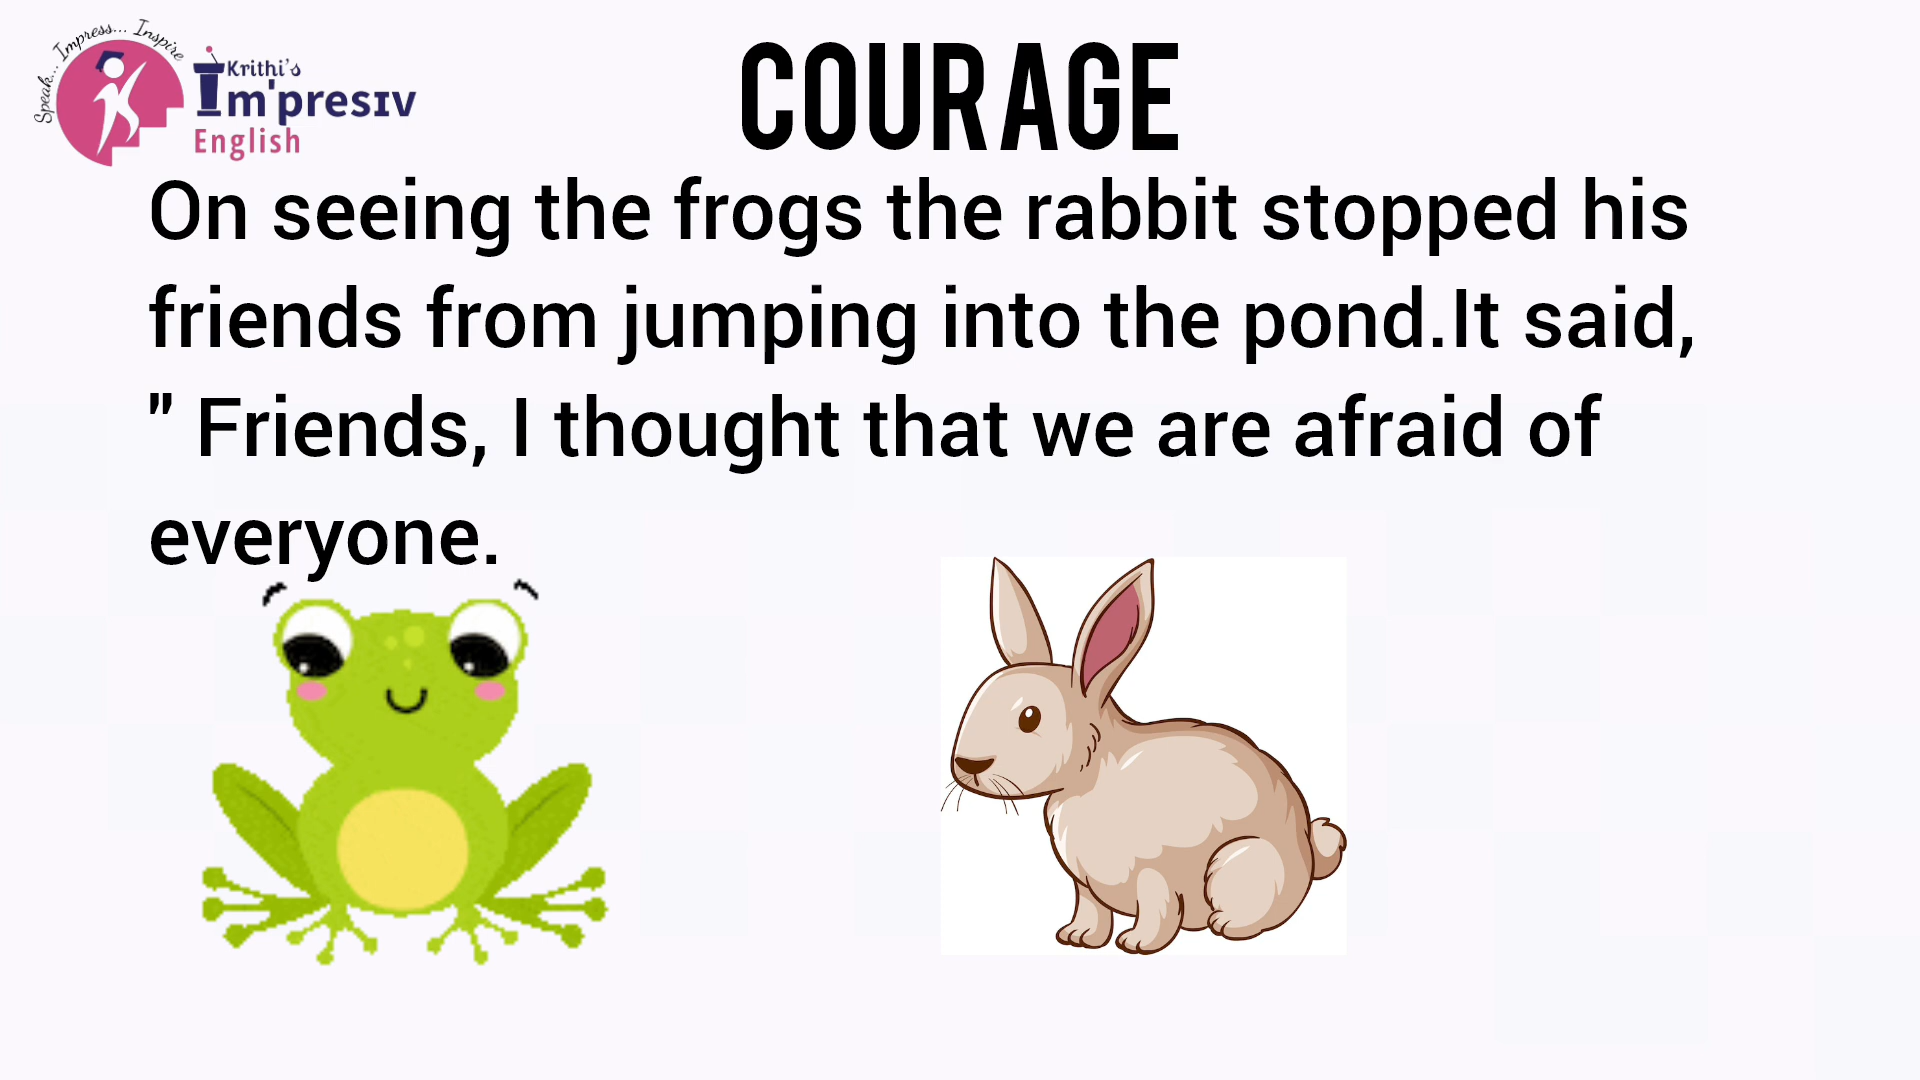 Speak... Impress... Inspire
Krithi's
Im'presıv
English
COURAGE
On seeing the frogs the rabbit stopped his
friends from jumping into the pond.It said,
" Friends, I thought that we are afraid of
everyone.